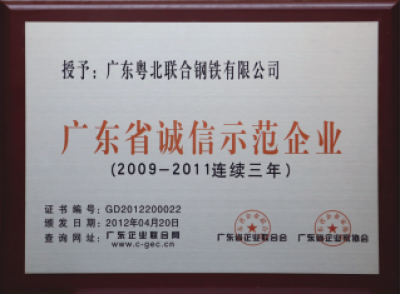 授予：广东粤北联合钢铁有限公司
广东省诚信示范企业
(2009-2011连续三年)
证书编号：GD2012200022
颁发日期：2012年04月20日
查询网址：广东企业联合网
www.c-gec.cn
广东省企业联合会
广东省企业家协会